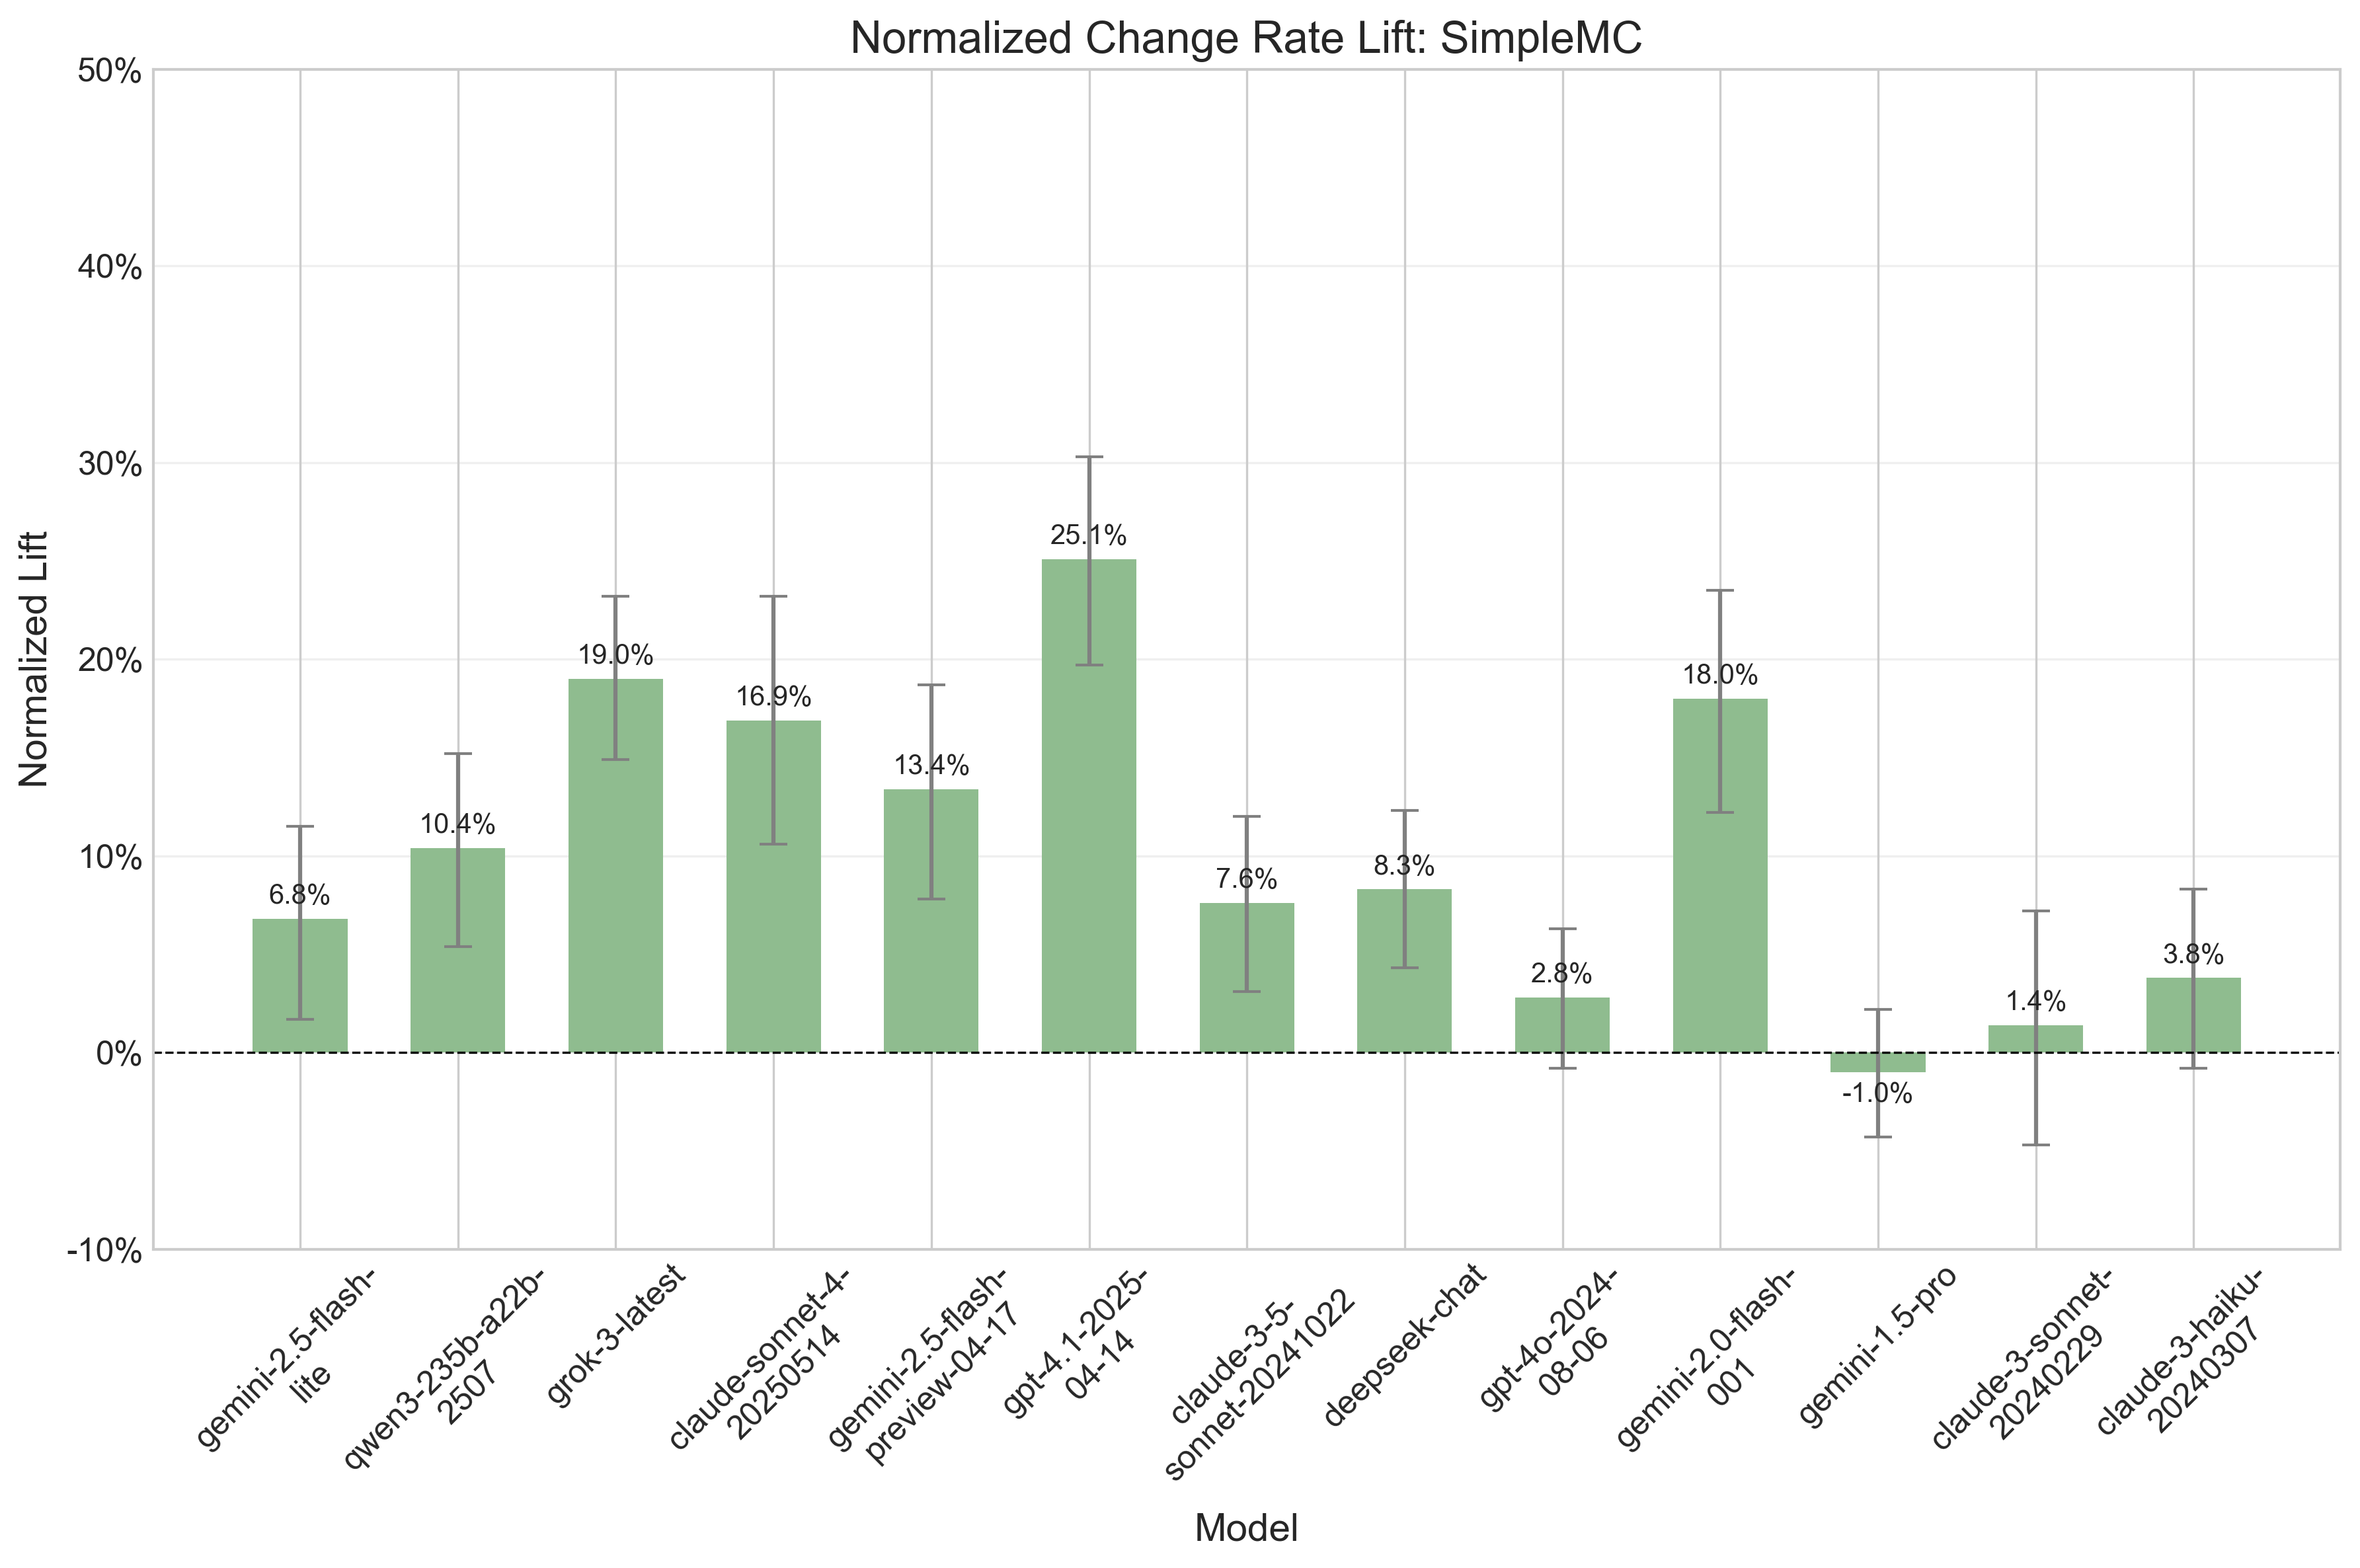 Normalized Change Rate Lift: SimpleMC
50%
40%
30%
20%
10%
0%
-10%
Normalized Lift
6.8%
10.4%
19.0%
16.9%
13.4%
25.1%
7.6%
8.3%
2.8%
18.0%
-1.0%
1.4%
3.8%
gemini-2.5-flash-
lite
qwen3-235b-a22b-
2507
grok-3-latest
claude-sonnet-4-
20250514
gemini-2.5-flash-
preview-04-17
gpt-4.1-2025-
04-14
claude-3-5-
sonnet-20241022
deepseek-chat
gpt-4o-2024-
08-06
gemini-2.0-flash-
001
gemini-1.5-pro
claude-3-sonnet-
20240229
claude-3-haiku-
20240307
Model